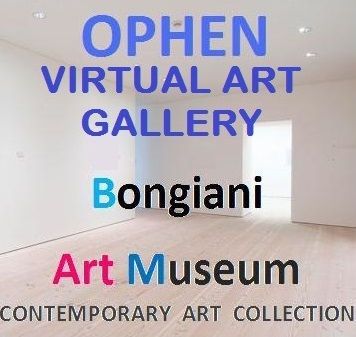 OPHEN
VIRTUAL ART
GALLERY
Bongiani
Art Museum
CONTEMPORARY ART COLLECTION